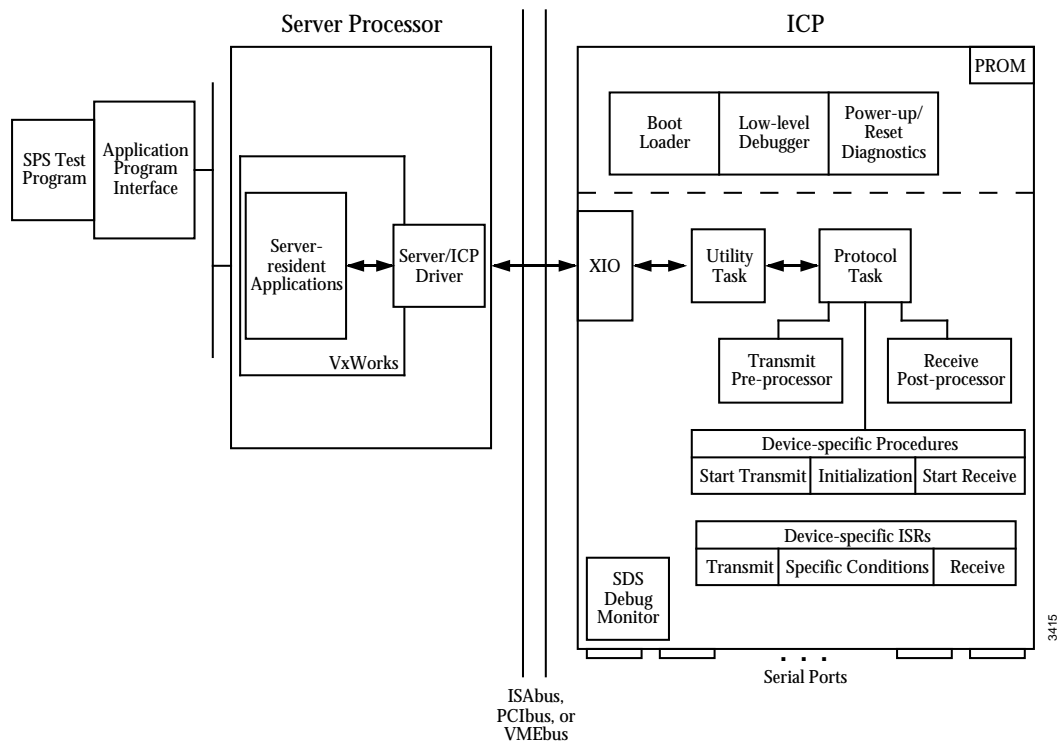 Server Processor
ICP
PROM
SPS Test
Program
Application
Program
Interface
Server-
resident
Applications
Server/ICP
Driver
VxWorks
Boot
Loader
Low-level
Debugger
Power-up/
Reset
Diagnostics
XIO
Utility
Task
Protocol
Task
Transmit
Pre-processor
Receive
Post-processor
Device-specific Procedures
Start Transmit
Initialization
Start Receive
Device-specific ISRs
Transmit
Specific Conditions
Receive
SDS
Debug
Monitor
. . .
Serial Ports
ISAbus,
PCIbus, or
VMEbus
3415